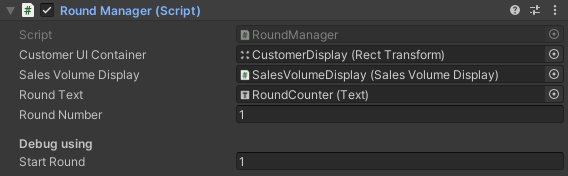 Round Manager (Script)
Script RoundManager
Customer UI Container CustomerDisplay (Rect Transform)
Sales Volume Display SalesVolumeDisplay (Sales Volume Display)
Round Text RoundCounter (Text)
Round Number 1
Debug using
Start Round 1